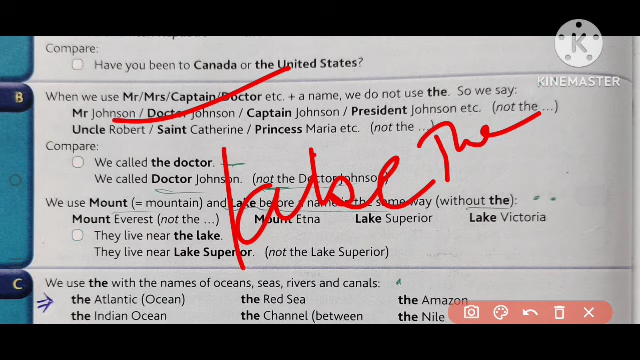 Compare:
Have you been to Canada or the United States?
KINEMASTER
B
When we use Mr/Mrs/Captain/Doctor etc. + a name, we do not use the. So we say:
Mr Johnson / Doctor Johnson / Captain Johnson / President Johnson etc. (not the ...)
Uncle Robert / Saint Catherine / Princess Maria etc. (not the ...)
Compare:
We called the doctor.
We called Doctor Johnson. (not the Doctor Johnson)
We use Mount (= mountain) and Lake before a name in the same way (without the):
Mount Everest (not the ...) Mount Etna Lake Superior Lake Victoria
They live near the lake.
They live near Lake Superior. (not the Lake Superior)
C
We use the with the names of oceans, seas, rivers and canals:
the Atlantic (Ocean) the Red Sea the Amazon
the Indian Ocean the Channel (between the Nile
The